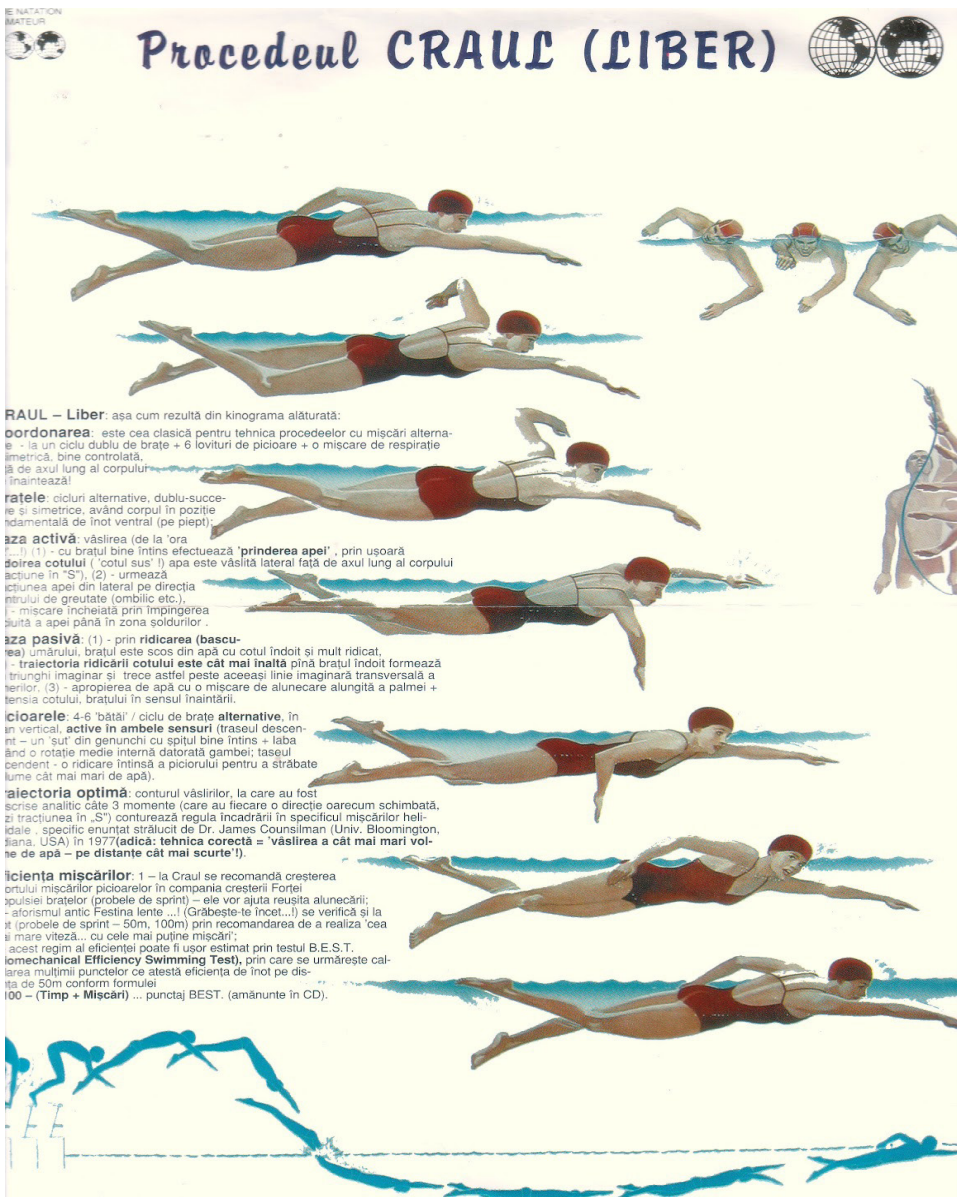 E NATATION
MATEUR
Procedeul CRAUL (LIBER)
RAUL – Liber: așa cum rezultă din kinograma alăturată:
oordonarea: este cea clasică pentru tehnica procedeelor cu mișcări alterna-
e - la un ciclu dublu de brațe + 6 lovituri de picioare + o mișcare de respirație
imetrică, bine controlată,
ă de axul lung al corpului
înaintează!
rațele: cicluri alternative, dublu-succe-
ve și simetrice, având corpul în poziție
ndamentală de înot ventral (pe piept);
aza activă: vâslirea (de la 'ora
"...!) (1) - cu brațul bine întins efectuează 'prinderea apei' , prin ușoară
doirea cotului ( 'cotul sus' !) apa este vâslită lateral față de axul lung al corpului
acțiune în "S"), (2) - urmează
cțiunea apei din lateral pe direcția
ntrului de greutate (ombilic etc.),
- mișcare încheiată prin împingerea
uită a apei până în zona șoldurilor .
aza pasivă: (1) - prin ridicarea (bascu-
rea) umărului, brațul este scos din apă cu cotul îndoit și mult ridicat,
- traiectoria ridicării cotului este cât mai înaltă pînă brațul îndoit formează
triunghi imaginar și trece astfel peste aceeași linie imaginară transversală a
nerilor, (3) - apropierea de apă cu o mișcare de alunecare alungită a palmei +
tensia cotului, brațului în sensul înaintării.
cioarele: 4-6 'bătăi' / ciclu de brațe alternative, în
n vertical, active în ambele sensuri (traseul descen-
nt – un 'șut' din genunchi cu șpițul bine întins + laba
ând o rotație medie internă datorată gambei; taseul
cendent - o ridicare întinsă a piciorului pentru a străbate
ume cât mai mari de apă).
aiectoria optimă: conturul vâslirilor, la care au fost
scrise analitic câte 3 momente (care au fiecare o direcție oarecum schimbată,
zi tracțiunea în „S") conturează regula încadrării în specificul mișcărilor heli-
idale , specific enunțat strălucit de Dr. James Counsilman (Univ. Bloomington,
diana. USA) în 1977(adică: tehnica corectă = 'vâslirea a cât mai mari vol-
me de apă – pe distanțe cât mai scurte'!).
ficiența mișcărilor: 1 – la Craul se recomandă creșterea
ortului mișcărilor picioarelor în compania creșterii Forței
opulsiei brațelor (probele de sprint) – ele vor ajuta reușita alunecării;
- aforismul antic Festina lente ...! (Grăbește-te încet...!) se verifică și la
ot (probele de sprint – 50m, 100m) prin recomandarea de a realiza 'cea
i mare viteză... cu cele mai puține mișcări';
acest regim al eficienței poate fi ușor estimat prin testul B.E.S.T.
iomechanical Efficiency Swimming Test), prin care se urmărește cal-
larea mulțimii punctelor ce atestă eficiența de înot pe dis-
ța de 50m conform formulei
100 – (Timp + Mișcări) ... punctaj BEST. (amănunte în CD).